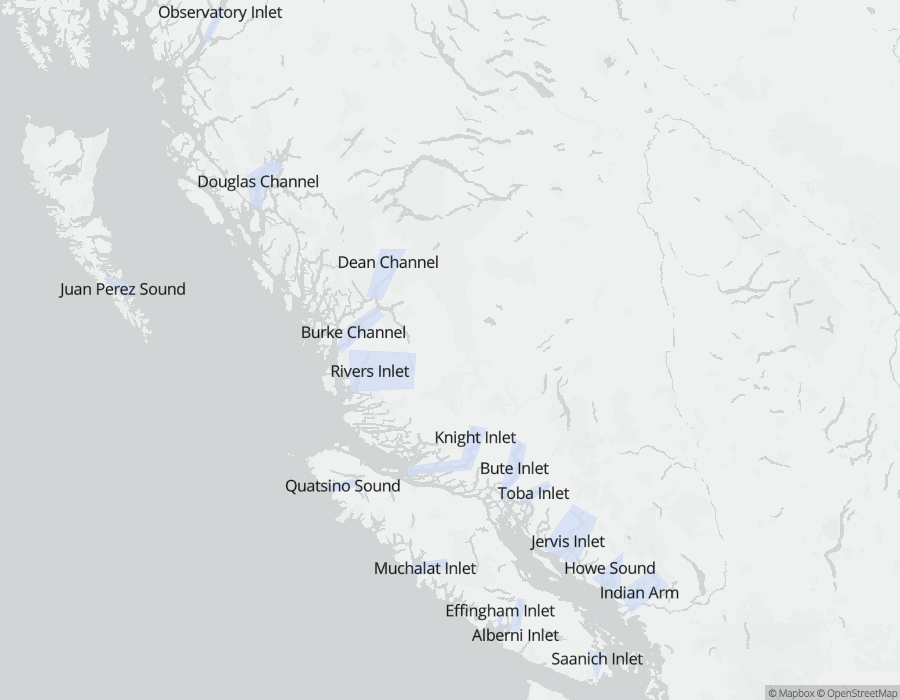 Observatory Inlet
Douglas Channel
Dean Channel
Juan Perez Sound
Burke Channel
Rivers Inlet
Knight Inlet
Bute Inlet
Quatsino Sound
Toba Inlet
Jervis Inlet
Muchalat Inlet
Howe Sound
Indian Arm
Effingham Inlet
Alberni Inlet
Saanich Inlet
© Mapbox © OpenStreetMap